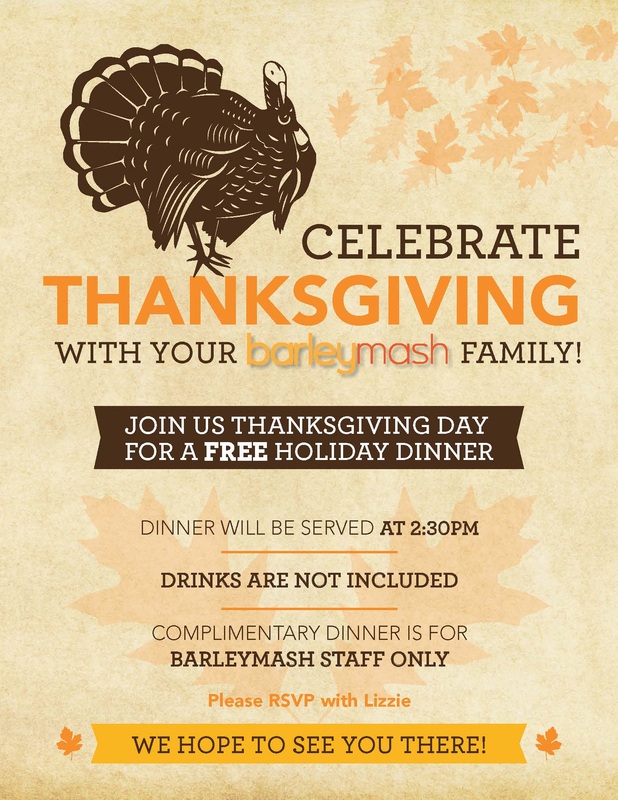 CELEBRATE
THANKSGIVING
WITH YOUR barleymash FAMILY!
JOIN US THANKSGIVING DAY
FOR A FREE HOLIDAY DINNER
DINNER WILL BE SERVED AT 2:30PM
DRINKS ARE NOT INCLUDED
COMPLIMENTARY DINNER IS FOR
BARLEYMASH STAFF ONLY
Please RSVP with Lizzie
WE HOPE TO SEE YOU THERE!